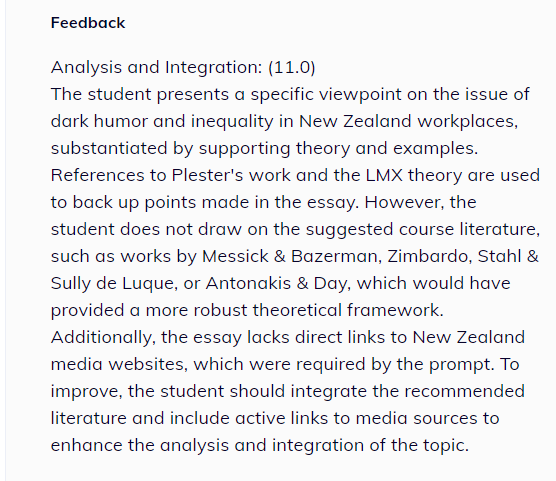 Feedback
Analysis and Integration: (11.0)
The student presents a specific viewpoint on the issue of
dark humor and inequality in New Zealand workplaces,
substantiated by supporting theory and examples.
References to Plester's work and the LMX theory are used
to back up points made in the essay. However, the
student does not draw on the suggested course literature,
such as works by Messick & Bazerman, Zimbardo, Stahl &
Sully de Luque, or Antonakis & Day, which would have
provided a more robust theoretical framework.
Additionally, the essay lacks direct links to New Zealand
media websites, which were required by the prompt. To
improve, the student should integrate the recommended
literature and include active links to media sources to
enhance the analysis and integration of the topic.